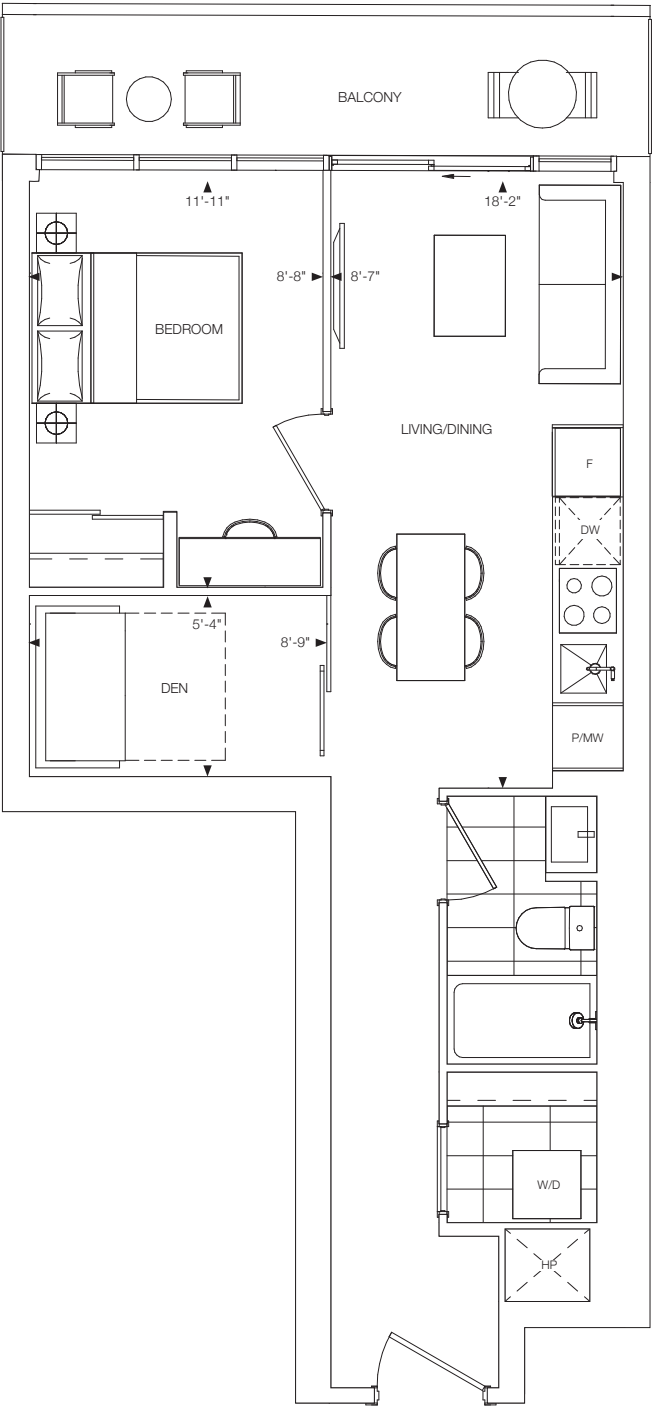 BALCONY
11'-11"
18'-2"
8'-8"
8'-7"
BEDROOM
LIVING/DINING
F
DW
5'-4"
8'-9"
DEN
P/MW
W/D
HP